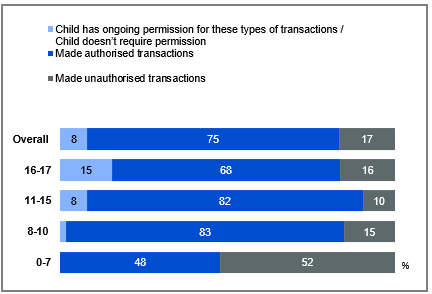 Child has ongoing permission for these types of transactions /
Child doesn't require permission
Made authorised transactions
Made unauthorised transactions
Overall 8 75 17
16-17 15 68 16
11-15 8 82 10
8-10 83 15
0-7 48 52
%